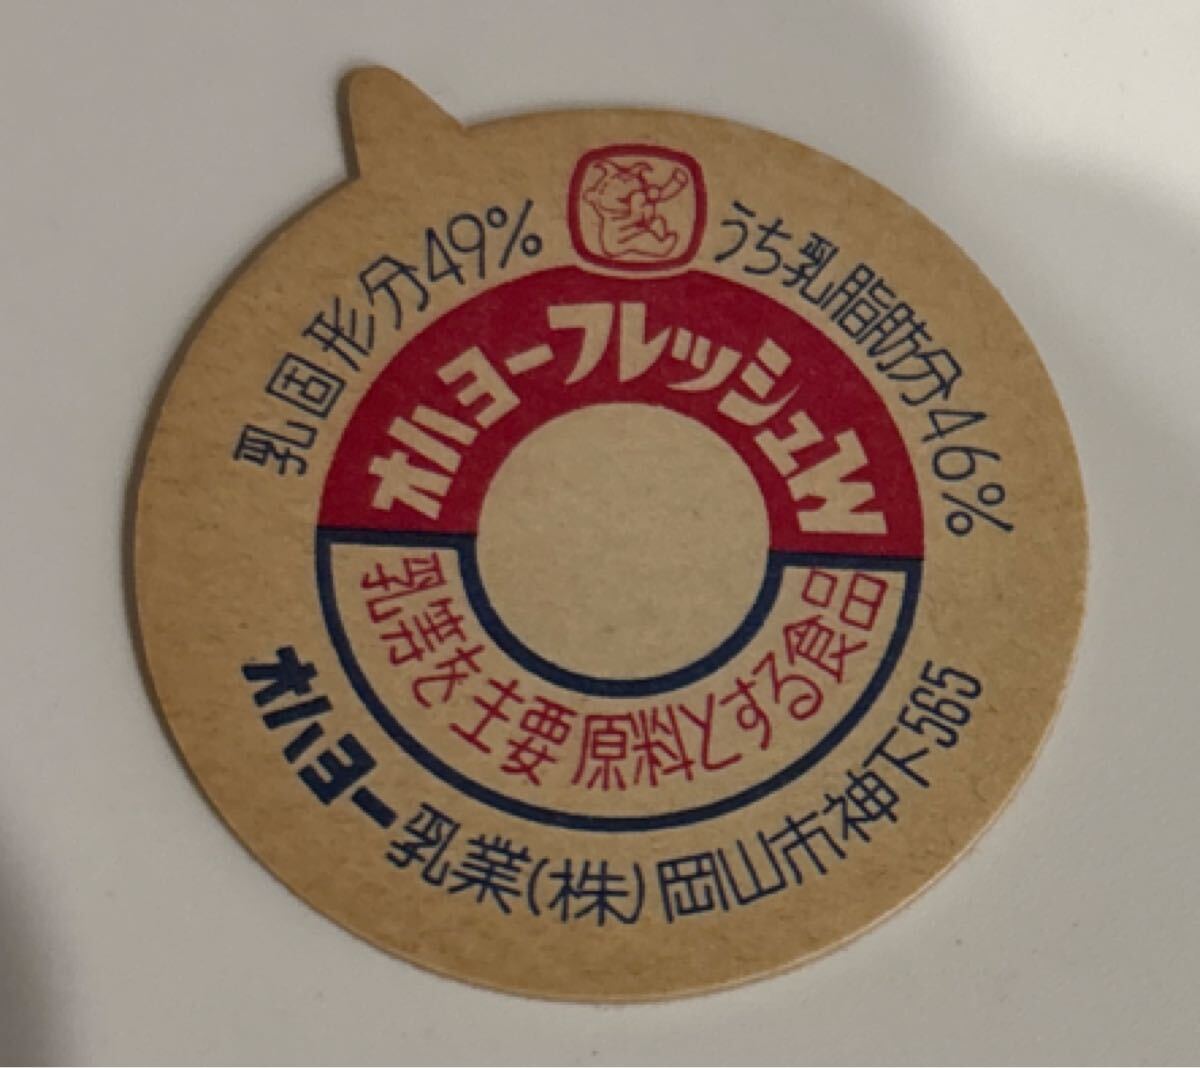 乳固形分49%
うち乳脂肪分46%
オハヨーフレッシュW
乳等を主要原料とする食品
オハヨー乳業(株)岡山市神下565